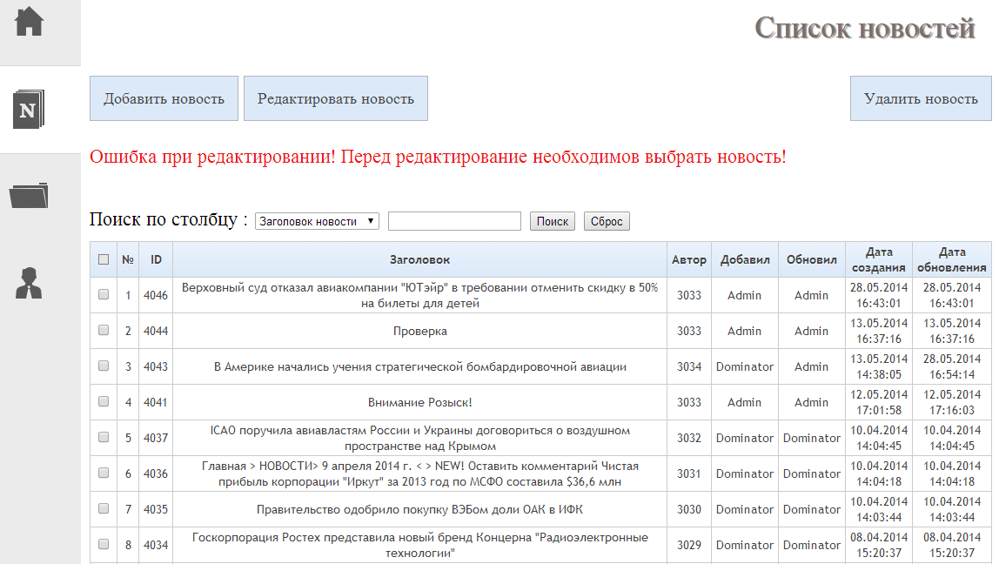 Список новостей
N
Добавить новость Редактировать новость Удалить новость
Ошибка при редактировании! Перед редактирование необходимов выбрать новость!
Поиск по столбцу : Заголовок новости Поиск Сброс
№ ID Заголовок Автор Добавил Обновил Дата создания Дата обновления
1 4046 Верховный суд отказал авиакомпании "ЮТэйр" в требовании отменить скидку в 50% 3033 Admin Admin 28.05.2014 28.05.2014
на билеты для детей 16:43:01 16:43:01
2 4044 Проверка 3033 Admin Admin 13.05.2014 13.05.2014
16:37:16 16:37:16
3 4043 В Америке начались учения стратегической бомбардировочной авиации 3034 Dominator Admin 13.05.2014 28.05.2014
14:38:05 16:54:14
4 4041 Внимание Розыск! 3033 Admin Admin 12.05.2014 12.05.2014
17:01:58 17:16:03
5 4037 ICAO поручила авиавластям России и Украины договориться о воздушном 3032 Dominator Dominator 10.04.2014 10.04.2014
пространстве над Крымом 14:04:45 14:04:45
6 4036 Главная > НОВОСТИ> 9 апреля 2014 г. < > NEW! Оставить комментарий Чистая 3031 Dominator Dominator 10.04.2014 10.04.2014
прибыль корпорации "Иркут" за 2013 год по МСФО составила $36,6 млн 14:04:18 14:04:18
7 4035 Правительство одобрило покупку ВЭБом доли ОАК в ИФК 3030 Dominator Dominator 10.04.2014 10.04.2014
14:03:44 14:03:44
8 4034 Госкорпорация Ростех представила новый бренд Концерна "Радиоэлектронные 3029 Dominator Dominator 08.04.2014 08.04.2014
технологии" 15:20:37 15:20:37